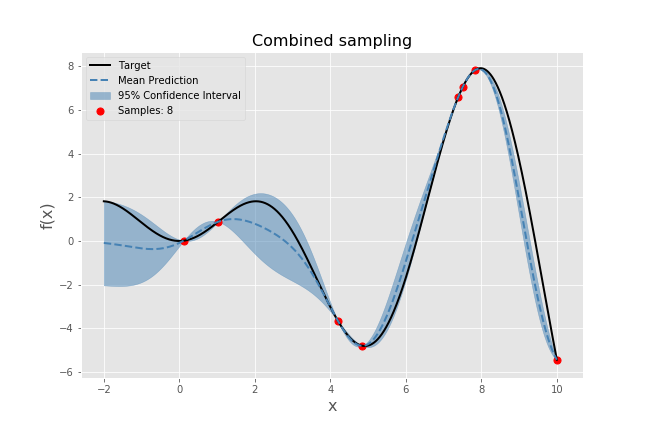 Combined sampling
Target
Mean Prediction
95% Confidence Interval
Samples: 8
f(x)
8
6
4
2
0
−2
−4
−6
−2
0
2
4
6
8
10
x